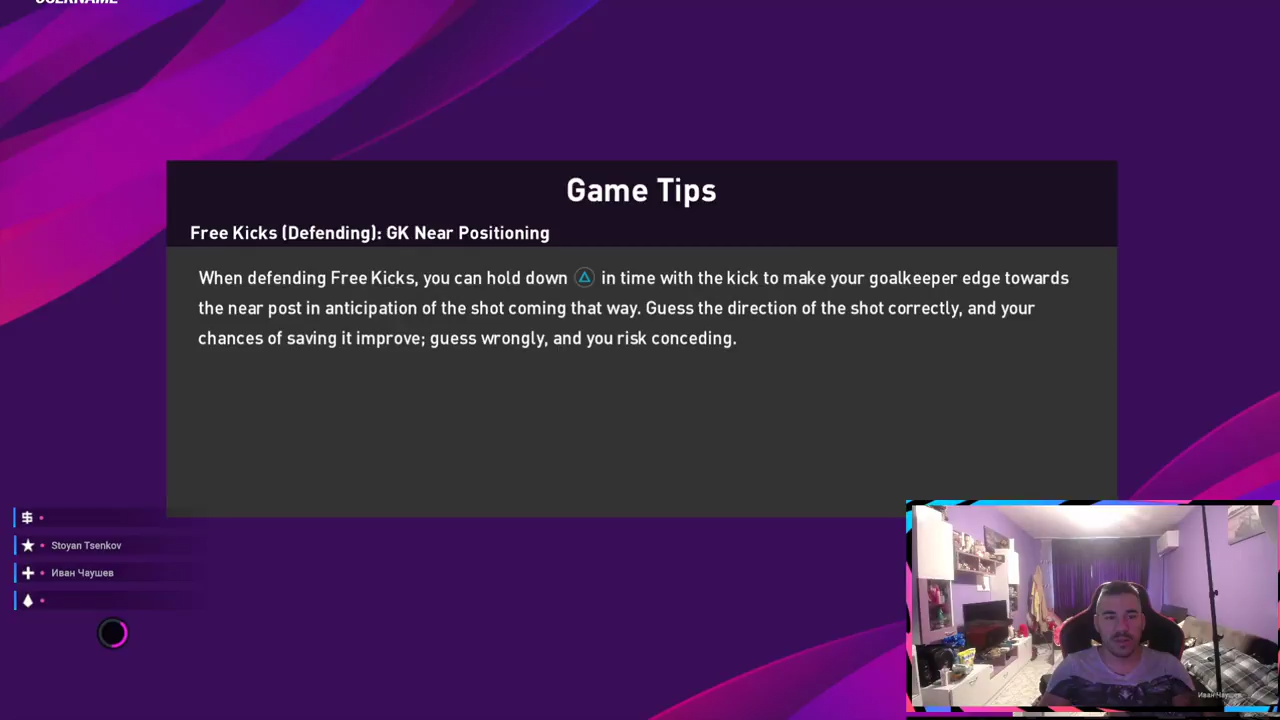 USERNAME
Game Tips
Free Kicks (Defending): GK Near Positioning
When defending Free Kicks, you can hold down in time with the kick to make your goalkeeper edge towards
the near post in anticipation of the shot coming that way. Guess the direction of the shot correctly, and your
chances of saving it improve; guess wrongly, and you risk conceding.
Stoyan Tsenkov
Иван Чаушев
Иван Чаушев